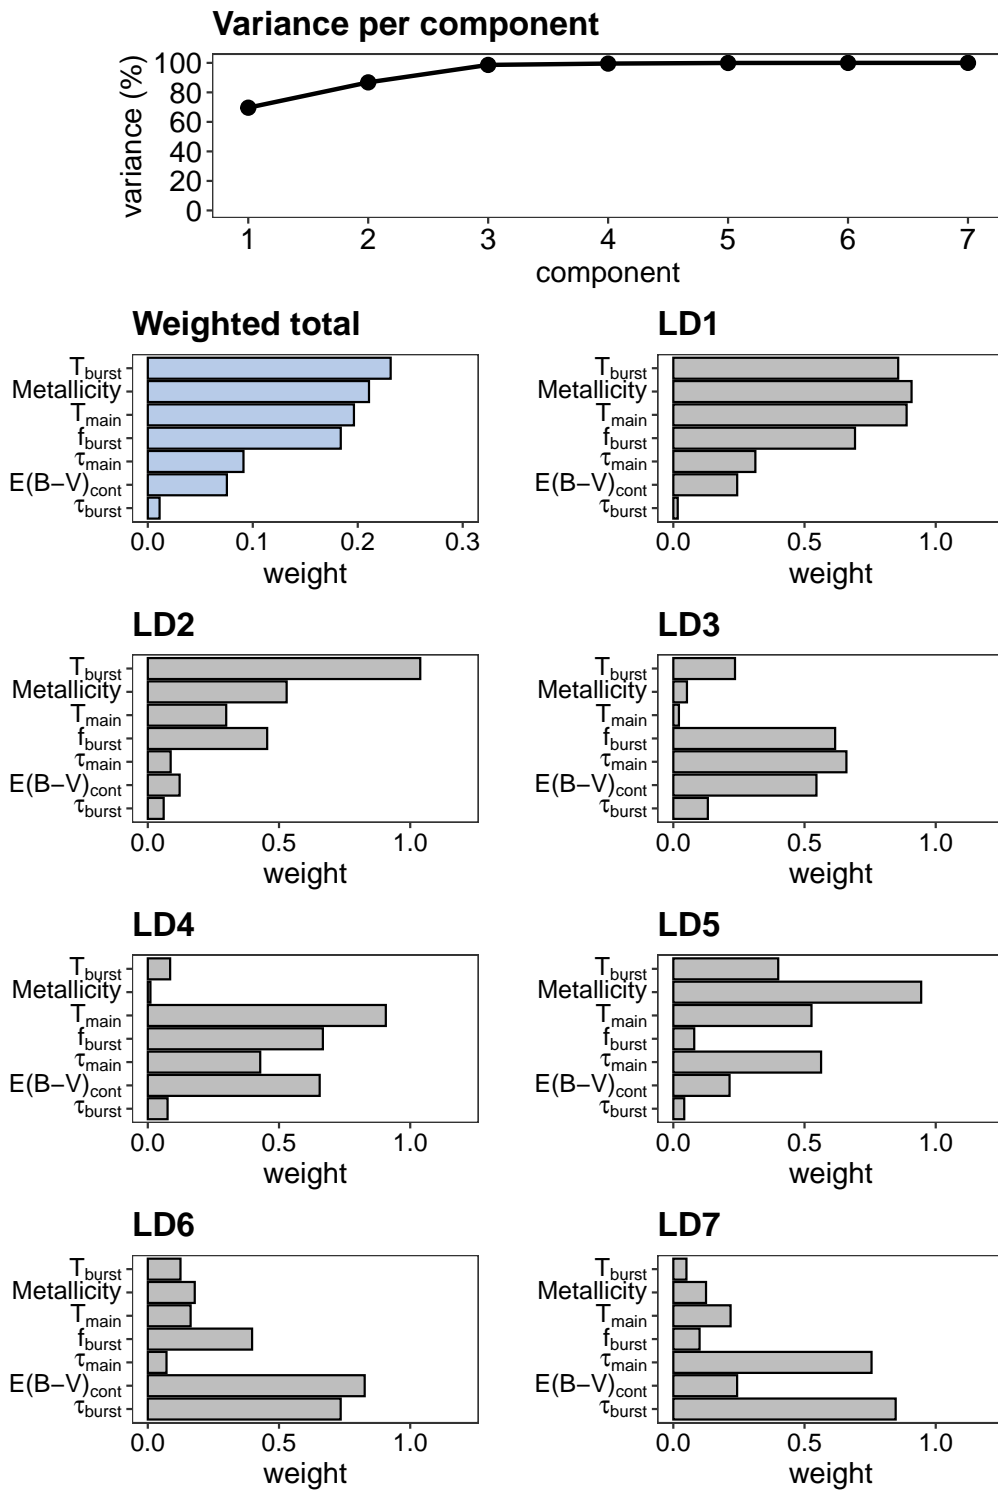 Variance per component
variance (%)
100
80
60
40
20
0
1 2 3 4 5 6 7
component
Weighted total
T_burst
Metallicity
T_main
f_burst
τ_main
E(B−V)_cont
τ_burst
0.0 0.1 0.2 0.3
weight
LD1
T_burst
Metallicity
T_main
f_burst
τ_main
E(B−V)_cont
τ_burst
0.0 0.5 1.0
weight
LD2
T_burst
Metallicity
T_main
f_burst
τ_main
E(B−V)_cont
τ_burst
0.0 0.5 1.0
weight
LD3
T_burst
Metallicity
T_main
f_burst
τ_main
E(B−V)_cont
τ_burst
0.0 0.5 1.0
weight
LD4
T_burst
Metallicity
T_main
f_burst
τ_main
E(B−V)_cont
τ_burst
0.0 0.5 1.0
weight
LD5
T_burst
Metallicity
T_main
f_burst
τ_main
E(B−V)_cont
τ_burst
0.0 0.5 1.0
weight
LD6
T_burst
Metallicity
T_main
f_burst
τ_main
E(B−V)_cont
τ_burst
0.0 0.5 1.0
weight
LD7
T_burst
Metallicity
T_main
f_burst
τ_main
E(B−V)_cont
τ_burst
0.0 0.5 1.0
weight